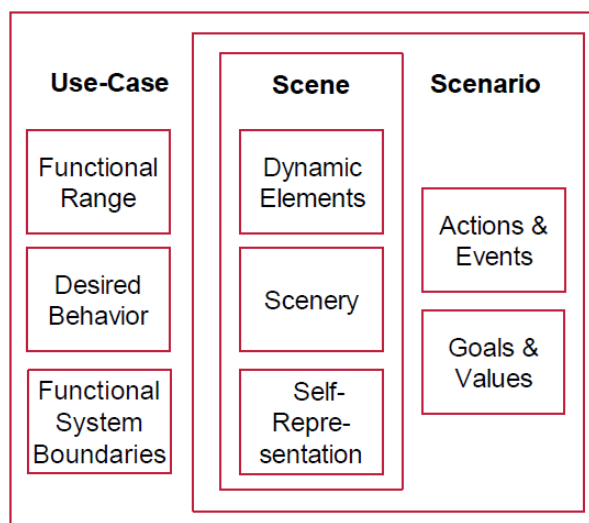 Use-Case
Functional
Range
Desired
Behavior
Functional
System
Boundaries
Scene
Dynamic
Elements
Scenery
Self-
Repre-
sentation
Scenario
Actions &
Events
Goals &
Values